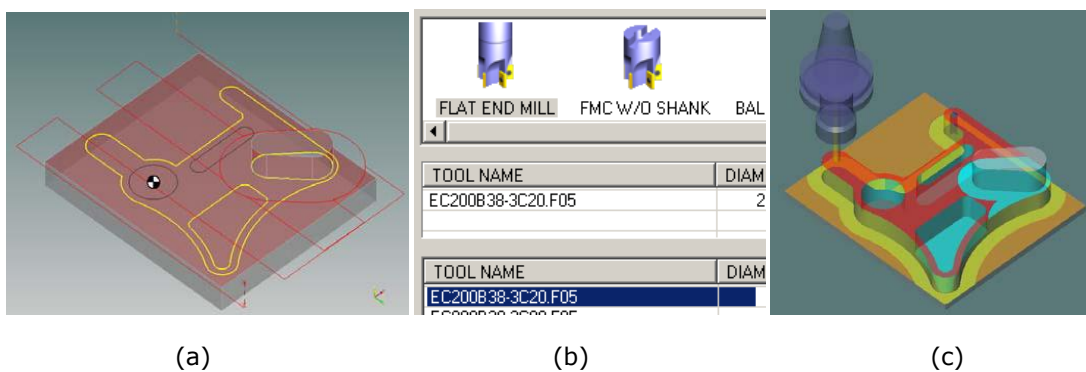 FLAT END MILL FMC W/O SHANK BAL
TOOL NAME DIAM
EC200B38-3C20.F05 2
TOOL NAME DIAM
EC200B38-3C20.F05
(a) (b) (c)